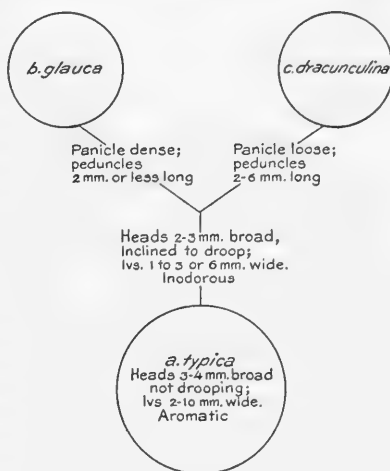 b. glauca
c. dracunculina
Panicle dense;
peduncles
2 mm. or less long
Panicle loose;
peduncles
2-6 mm. long
Heads 2-3 mm. broad,
Inclined to droop;
lvs. 1 to 3 or 6 mm. wide.
Inodorous
a. typica
Heads 3-4 mm. broad
not drooping;
lvs 2-10 mm. wide.
Aromatic